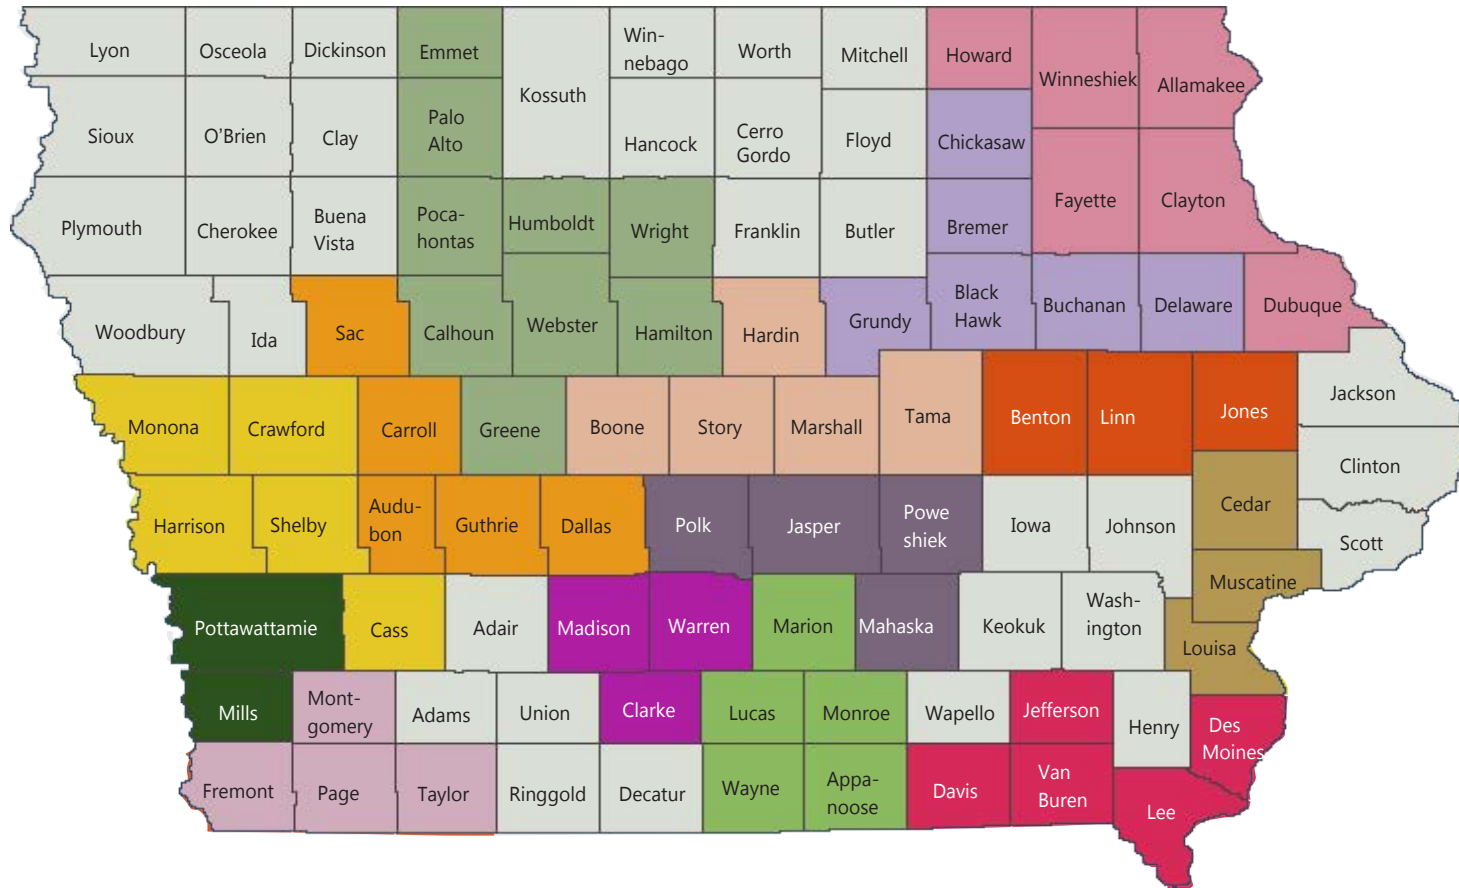 Lyon
Osceola
Dickinson
Emmet
Kossuth
Win-
nebago
Worth
Mitchell
Howard
Winneshiek
Allamakee
Sioux
O'Brien
Clay
Palo
Alto
Hancock
Cerro
Gordo
Floyd
Chickasaw
Plymouth
Cherokee
Buena
Vista
Poca-
hontas
Humboldt
Wright
Franklin
Butler
Bremer
Fayette
Clayton
Woodbury
Ida
Sac
Calhoun
Webster
Hamilton
Hardin
Grundy
Black
Hawk
Buchanan
Delaware
Dubuque
Monona
Crawford
Carroll
Greene
Boone
Story
Marshall
Tama
Benton
Linn
Jones
Jackson
Clinton
Harrison
Shelby
Audu-
bon
Guthrie
Dallas
Polk
Jasper
Powe
shiek
Iowa
Johnson
Cedar
Scott
Muscatine
Pottawattamie
Cass
Adair
Madison
Warren
Marion
Mahaska
Keokuk
Wash-
ington
Louisa
Mills
Mont-
gomery
Adams
Union
Clarke
Lucas
Monroe
Wapello
Jefferson
Henry
Des
Moines
Fremont
Page
Taylor
Ringgold
Decatur
Wayne
Appa-
noose
Davis
Van
Buren
Lee